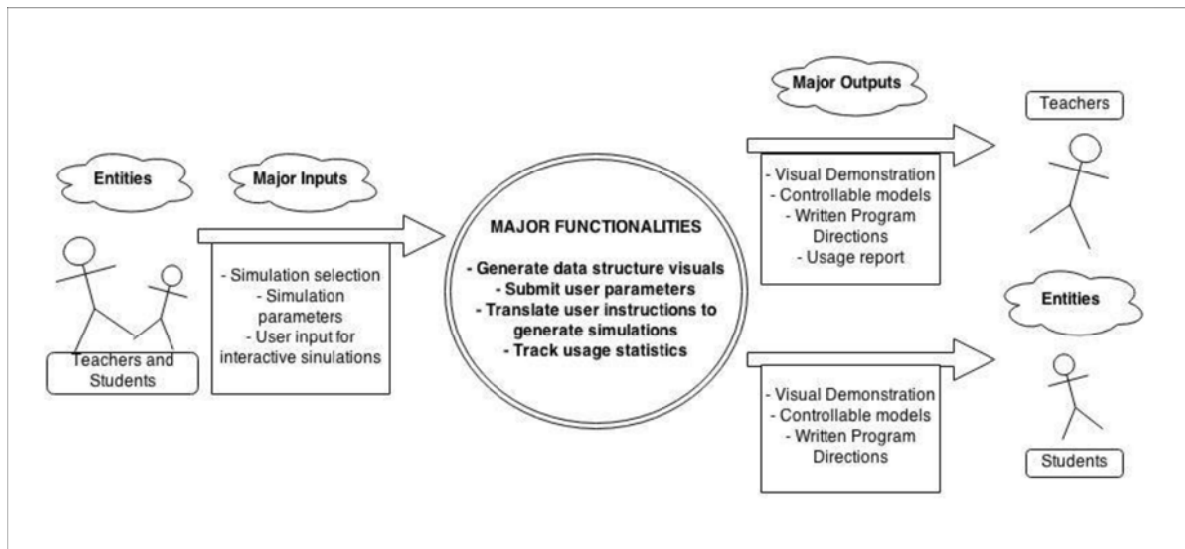 Entities
Teachers and
Students
Major Inputs
- Simulation selection
- Simulation
parameters
- User input for
interactive sinulations
MAJOR FUNCTIONALITIES
- Generate data structure visuals
- Submit user parameters
- Translate user instructions to
generate simulations
- Track usage statistics
Major Outputs
- Visual Demonstration
- Controllable models
- Written Program
Directions
- Usage report
Teachers
Entities
- Visual Demonstration
- Controllable models
- Written Program
Directions
Students